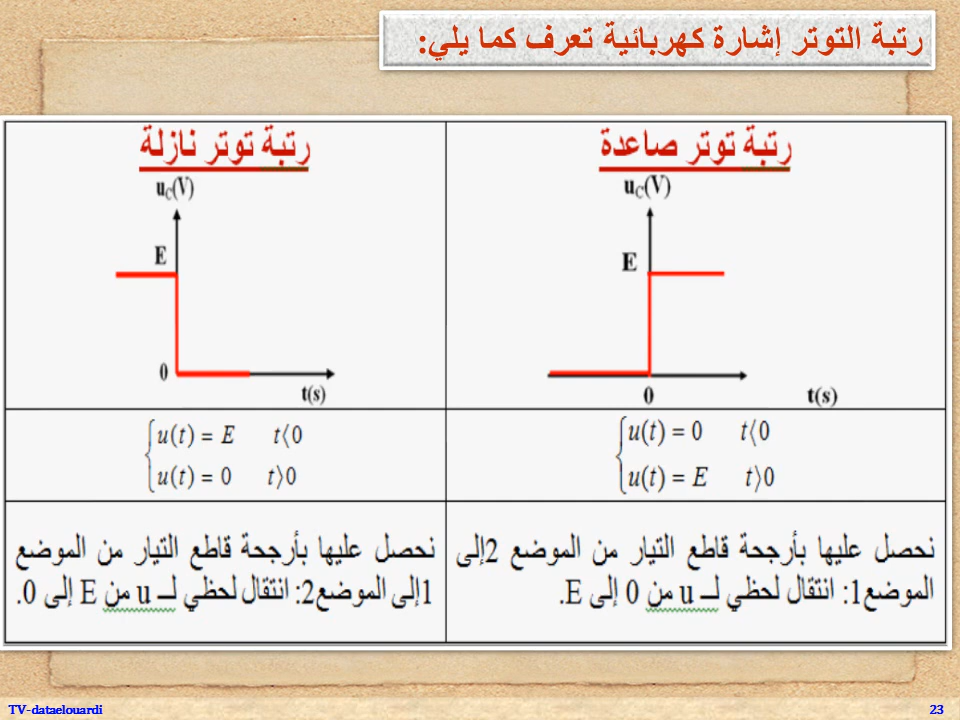 رتبة التوتر إشارة كهربائية تعرف كما يلي:
رتبة توتر صاعدة
u_C(V)
E
0
t(s)
u(t) = 0 t⟨0
u(t) = E t⟩0
نحصل عليها بأرجحة قاطع التيار من الموضع 2إلى
الموضع1: انتقال لحظي لـ u من 0 إلى E.
رتبة توتر نازلة
u_C(V)
E
0
t(s)
u(t) = E t⟨0
u(t) = 0 t⟩0
نحصل عليها بأرجحة قاطع التيار من الموضع
1إلى الموضع2: انتقال لحظي لـ u من E إلى 0.
TV-dataelouardi
23